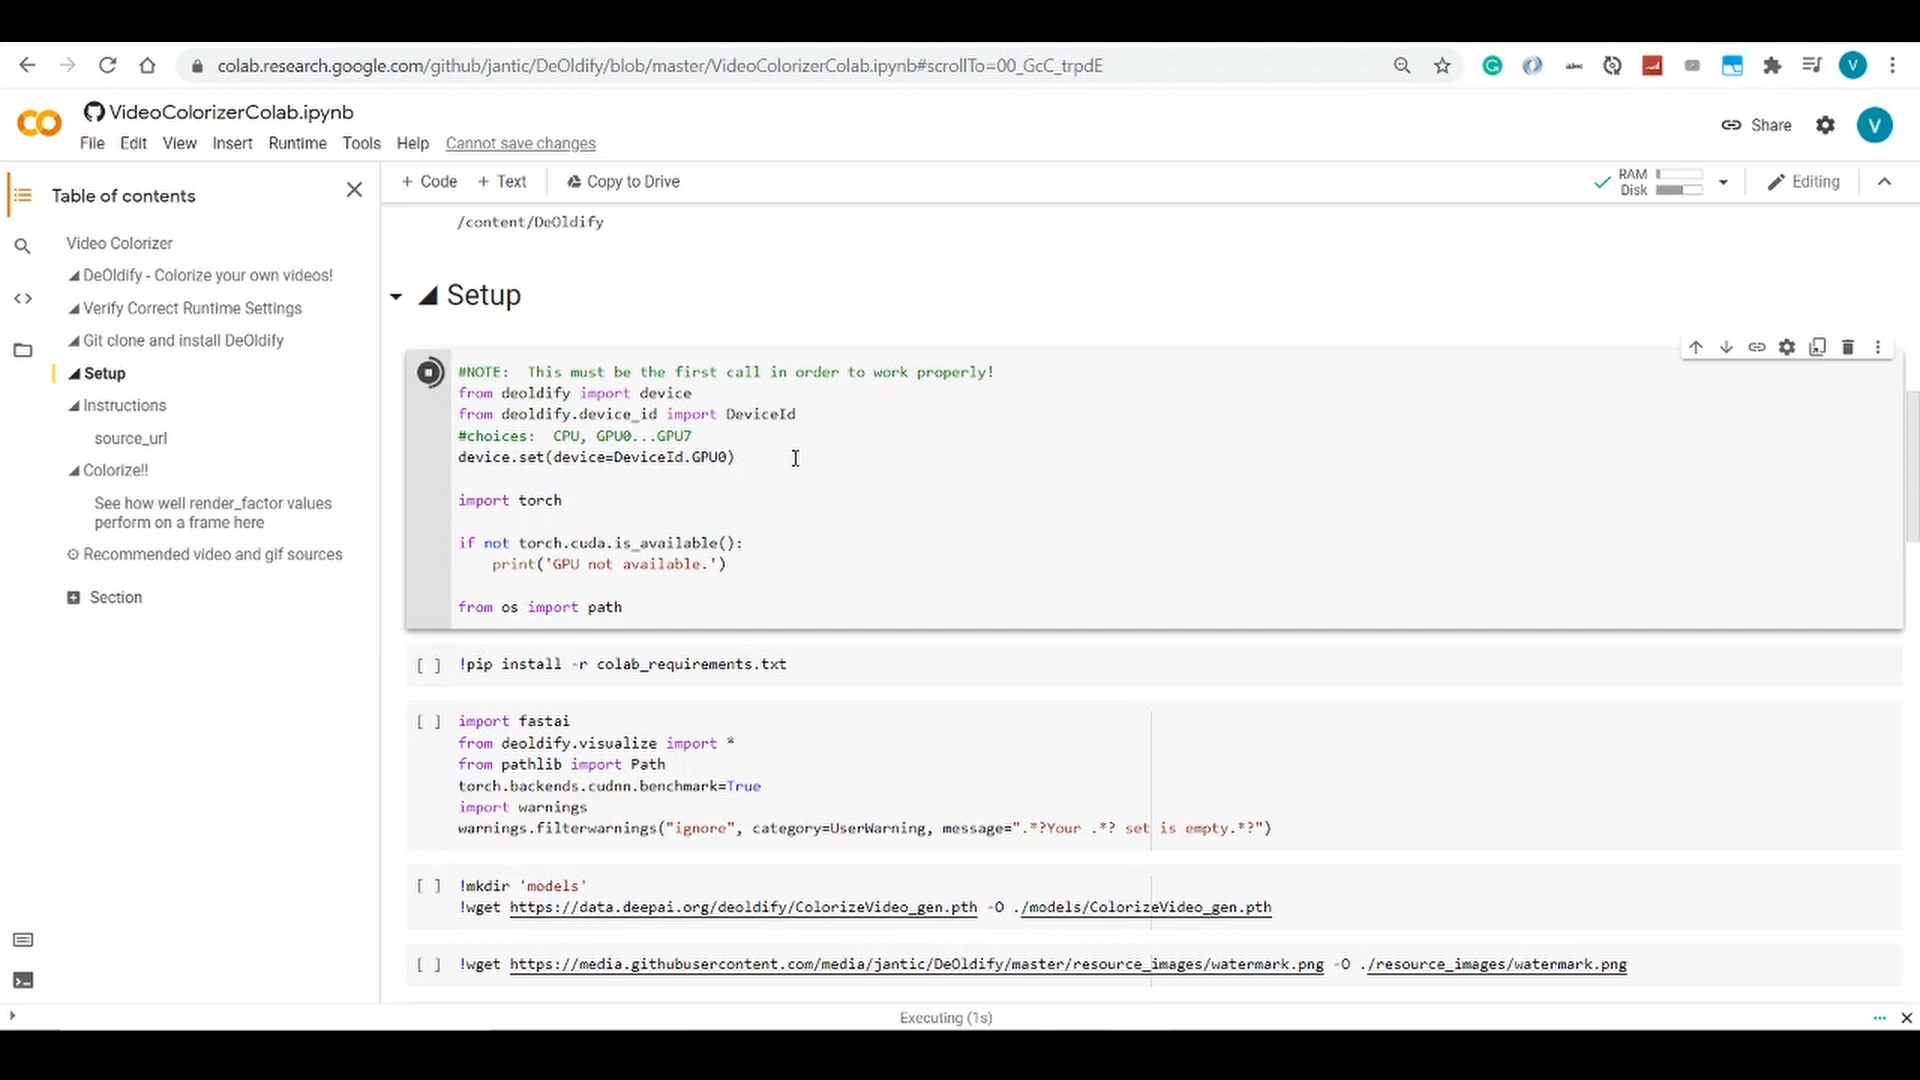 colab.research.google.com/github/jantic/DeOldify/blob/master/VideoColorizerColab.ipynb#scrollTo=00_GcC_trpdE
V
VideoColorizerColab.ipynb
File Edit View Insert Runtime Tools Help Cannot save changes
Share
V
Table of contents
+ Code + Text Copy to Drive
RAM
Disk
Editing
Video Colorizer
DeOldify - Colorize your own videos!
Verify Correct Runtime Settings
Git clone and install DeOldify
Setup
Instructions
source_url
Colorize!!
See how well render_factor values
perform on a frame here
Recommended video and gif sources
Section
/content/DeOldify
Setup
#NOTE:  This must be the first call in order to work properly!
from deoldify import device
from deoldify.device_id import DeviceId
#choices:  CPU, GPU0...GPU7
device.set(device=DeviceId.GPU0)
import torch
if not torch.cuda.is_available():
    print('GPU not available.')
from os import path
[ ] !pip install -r colab_requirements.txt
[ ] import fastai
from deoldify.visualize import *
from pathlib import Path
torch.backends.cudnn.benchmark=True
import warnings
warnings.filterwarnings("ignore", category=UserWarning, message=".*?Your .*? set is empty.*?")
[ ] !mkdir 'models'
!wget https://data.deepai.org/deoldify/ColorizeVideo_gen.pth -O ./models/ColorizeVideo_gen.pth
[ ] !wget https://media.githubusercontent.com/media/jantic/DeOldify/master/resource_images/watermark.png -O ./resource_images/watermark.png
Executing (1s)